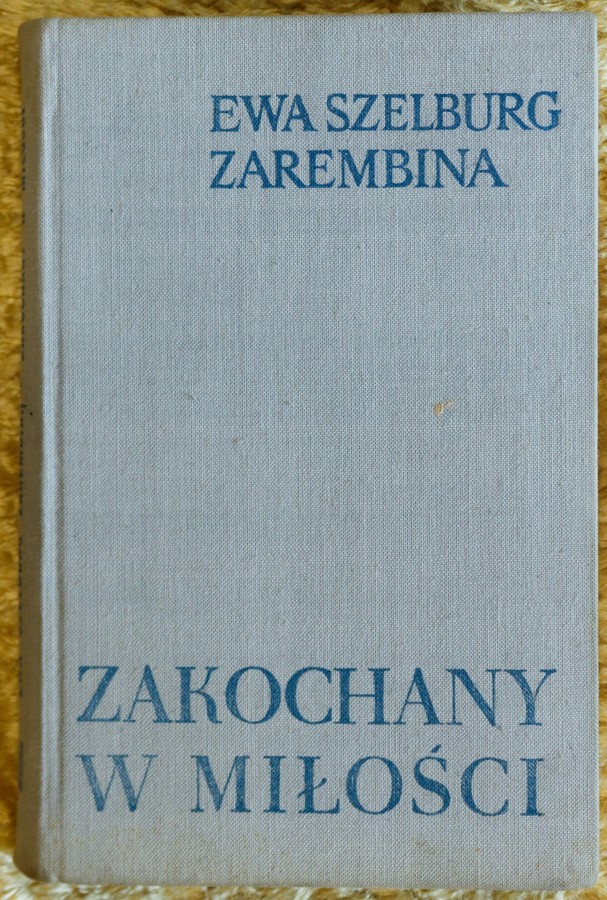 EWA SZELBURG
ZAREMBINA
ZAKOCHANY
W MIŁOŚCI